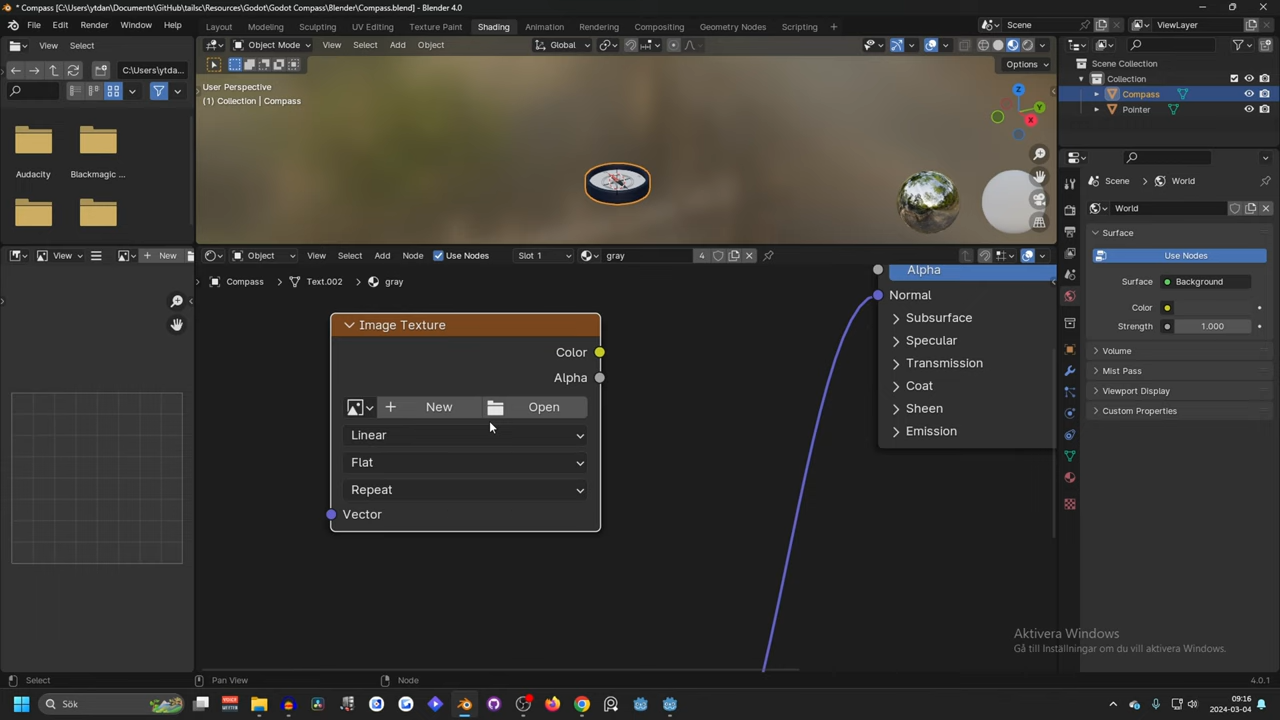 * Compass [C:\Users\ytdan\Documents\GitHub\tailsc\Resources\Godot\Godot Compass\Blender\Compass.blend] - Blender 4.0
File Edit Render Window Help Layout Modeling Sculpting UV Editing Texture Paint Shading Animation Rendering Compositing Geometry Nodes Scripting + Scene ViewLayer
View Select Object Mode View Select Add Object Global
C:\Users\ytda... Options
Scene Collection
Collection
Compass
Pointer
User Perspective
(1) Collection | Compass
Z
Y
X
Audacity Blackmagic ...
Scene World
World
Surface
Use Nodes
Surface Background
Color
Strength 1.000
Volume
Mist Pass
Viewport Display
Custom Properties
View New
Object View Select Add Node Use Nodes Slot 1 gray 4
Compass Text.002 gray
Image Texture
Color
Alpha
New Open
Linear
Flat
Repeat
Vector
Alpha
Normal
Subsurface
Specular
Transmission
Coat
Sheen
Emission
Aktivera Windows
Gå till Inställningar om du vill aktivera Windows.
Select Pan View Node 4.0.1
Sök 09:16
2024-03-04